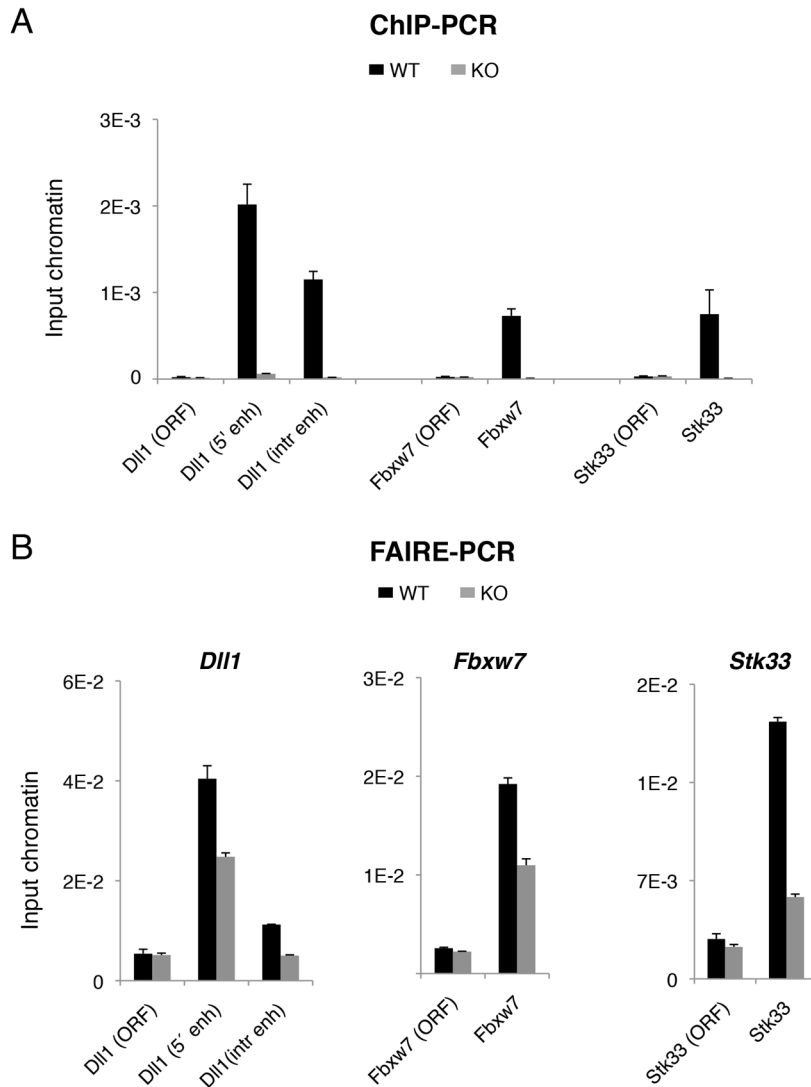 A
ChIP-PCR
WT KO
Input chromatin
3E-3
2E-3
1E-3
0
Dll1 (ORF)
Dll1 (5' enh)
Dll1 (intr enh)
Fbxw7 (ORF)
Fbxw7
Stk33 (ORF)
Stk33
B
FAIRE-PCR
WT KO
Input chromatin
Dll1
6E-2
4E-2
2E-2
0
Dll1 (ORF)
Dll1 (5´ enh)
Dll1(intr enh)
Fbxw7
3E-2
2E-2
1E-2
Fbxw7 (ORF)
Fbxw7
Stk33
2E-2
1E-2
7E-3
0
Stk33 (ORF)
Stk33